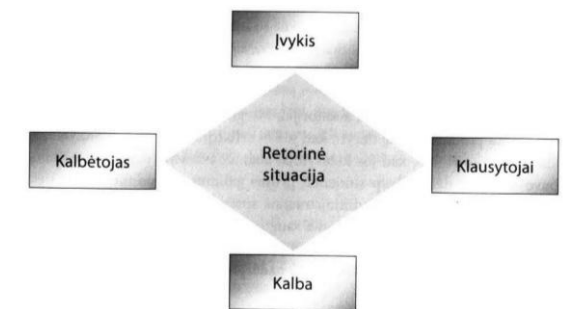 Įvykis
Kalbėtojas
Retorinė
situacija
Klausytojai
Kalba